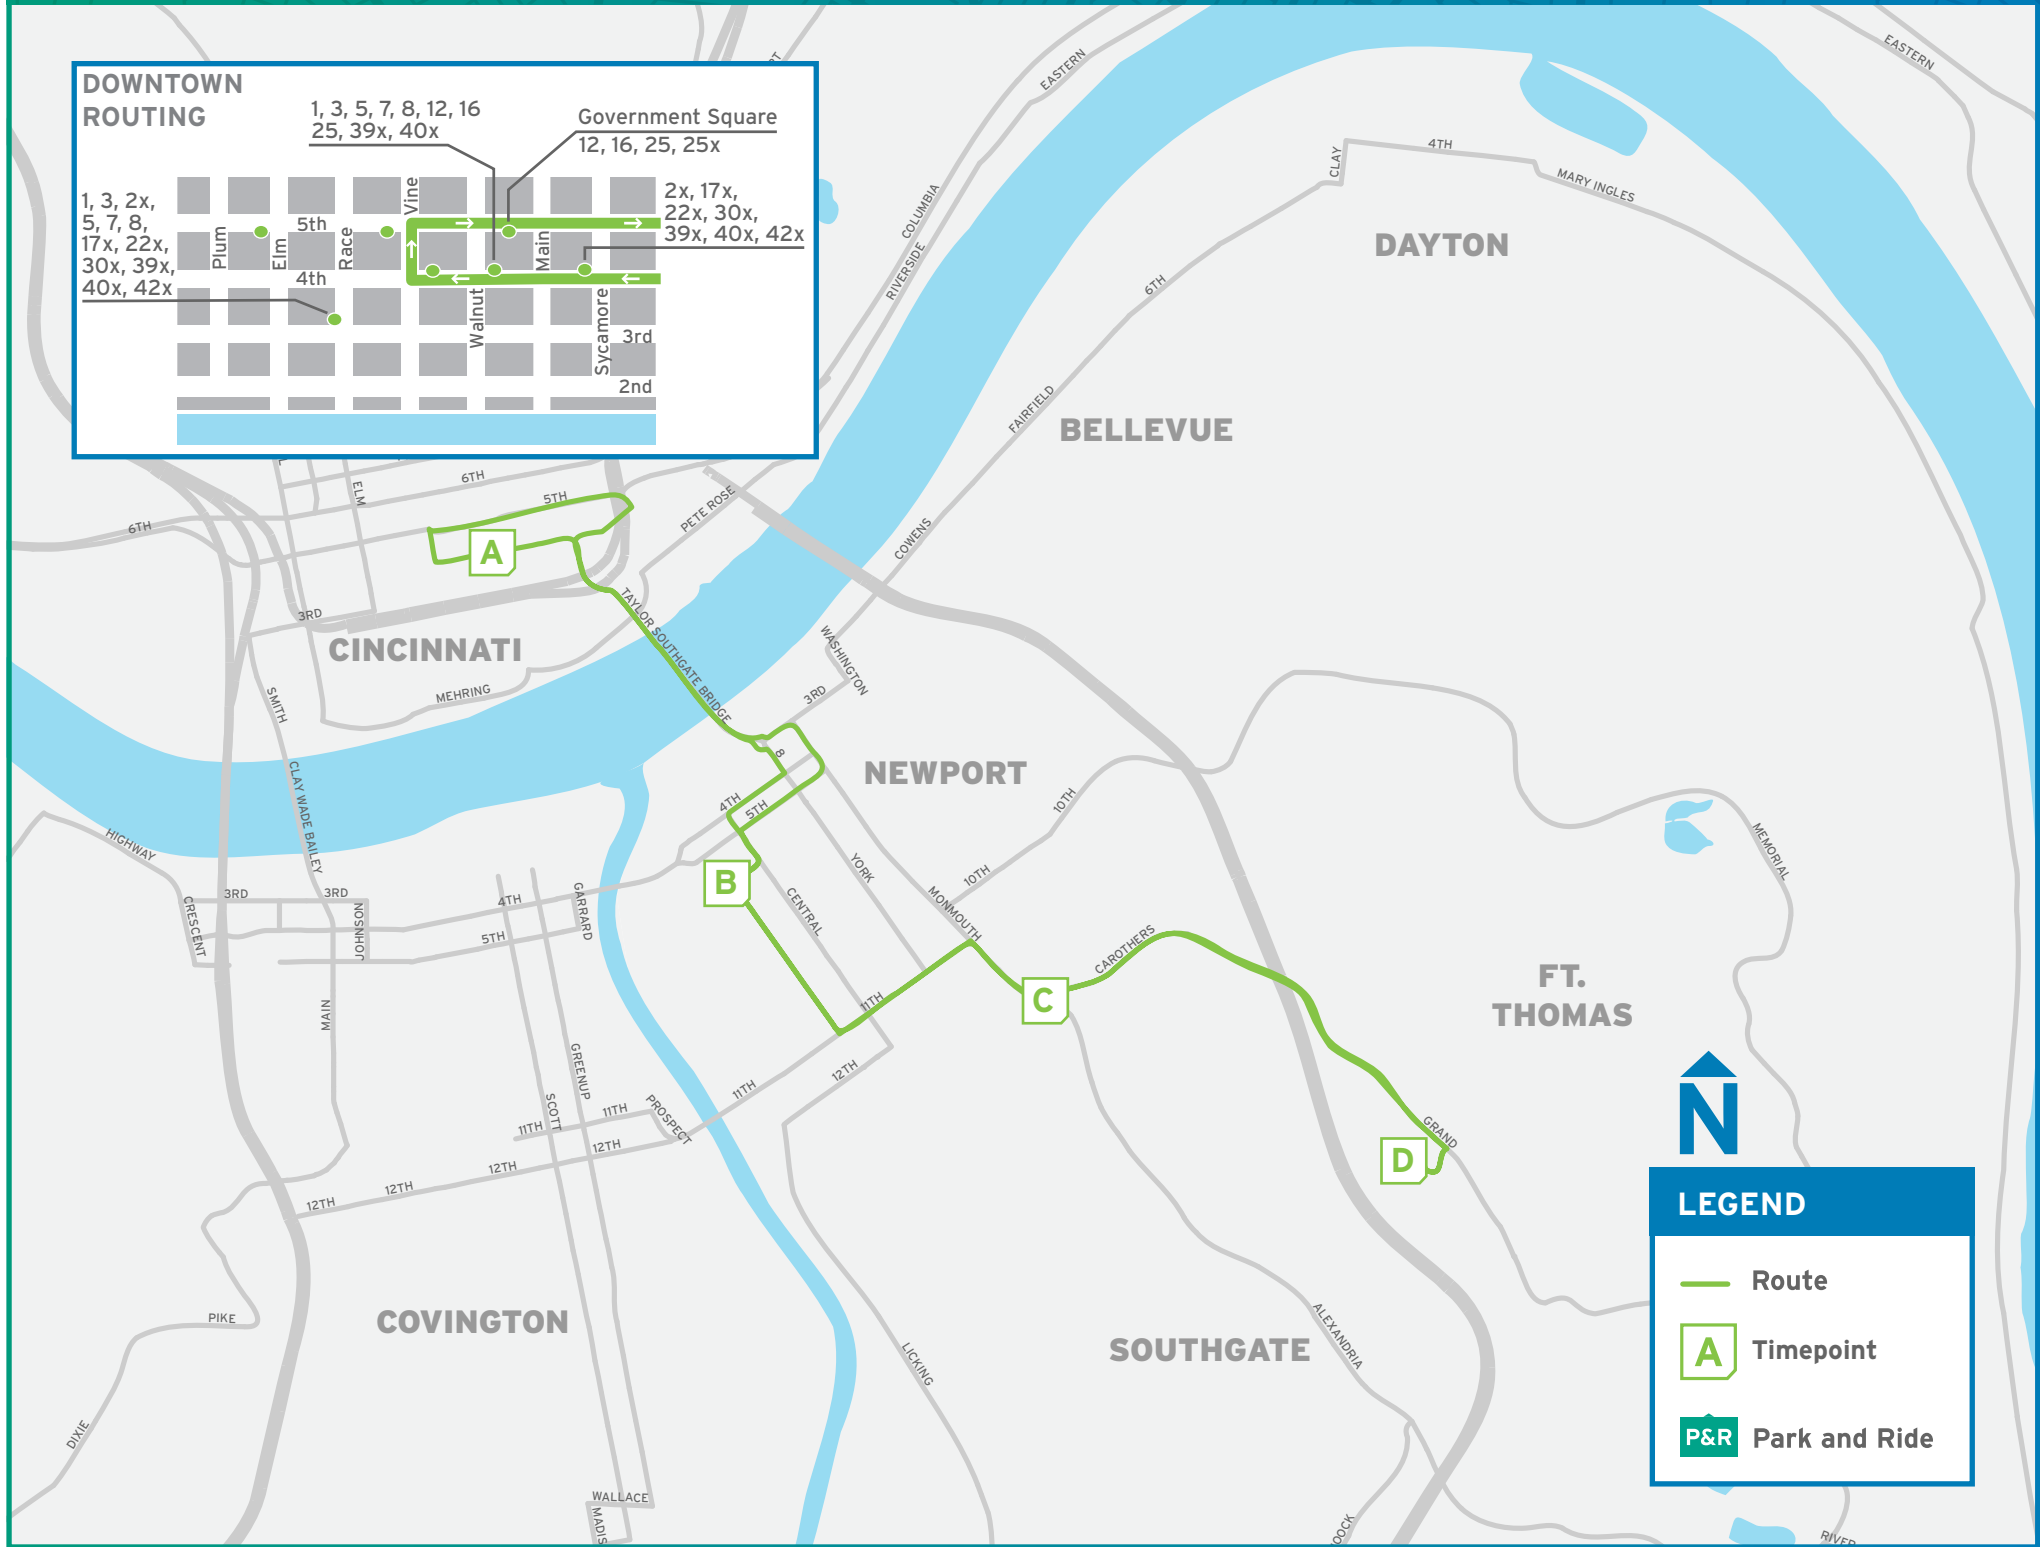 DOWNTOWN
ROUTING
1, 3, 5, 7, 8, 12, 16
25, 39x, 40x
Government Square
12, 16, 25, 25x
1, 3, 2x,
5, 7, 8,
17x, 22x,
30x, 39x,
40x, 42x
2x, 17x,
22x, 30x,
39x, 40x, 42x
Plum
Elm
Race
Vine
5th
4th
Main
Walnut
Sycamore
3rd
2nd
EASTERN
EASTERN
COLUMBIA
RIVERSIDE
CLAY
4TH
MARY INGLES
DAYTON
6TH
FAIRFIELD
BELLEVUE
COWENS
PETE ROSE
6TH
5TH
ELM
6TH
A
3RD
CINCINNATI
TAYLOR SOUTHGATE BRIDGE
WASHINGTON
3RD
MEHRING
SMITH
CLAY WADE BAILEY
8
NEWPORT
4TH
5TH
10TH
10TH
HIGHWAY
B
YORK
CENTRAL
MONMOUTH
MEMORIAL
3RD
3RD
CRESCENT
JOHNSON
4TH
5TH
GARRARD
CAROTHERS
FT.
THOMAS
C
11TH
MAIN
GREENUP
SCOTT
11TH
11TH
PROSPECT
11TH
12TH
12TH
12TH
12TH
12TH
GRAND
D
N
COVINGTON
PIKE
DIXIE
LICKING
SOUTHGATE
ALEXANDRIA
WALLACE
MADIS
OOCK
RIVER
LEGEND
Route
A
Timepoint
P&R
Park and Ride